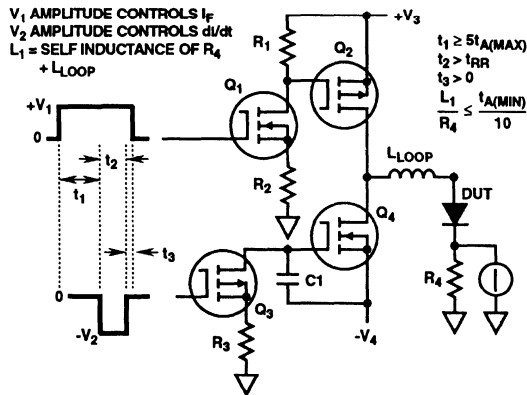 V1 AMPLITUDE CONTROLS IF
V2 AMPLITUDE CONTROLS di/dt
L1 = SELF INDUCTANCE OF R4
+ LLOOP
+V1
0
t2
t1
t3
0
-V2
R1
Q1
R2
Q2
+V3
t1 ≥ 5tA(MAX)
t2 > tRR
t3 > 0
L1/R4 ≤ tA(MIN)/10
LLOOP
DUT
Q4
C1
R4
Q3
R3
-V4